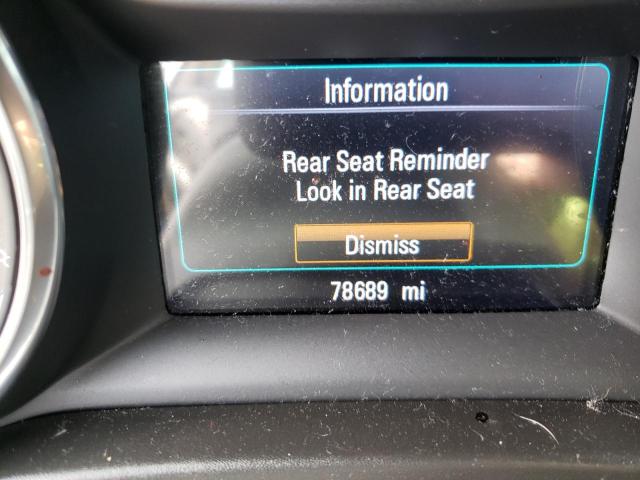 Information
Rear Seat Reminder
Look in Rear Seat
Dismiss
78689 mi